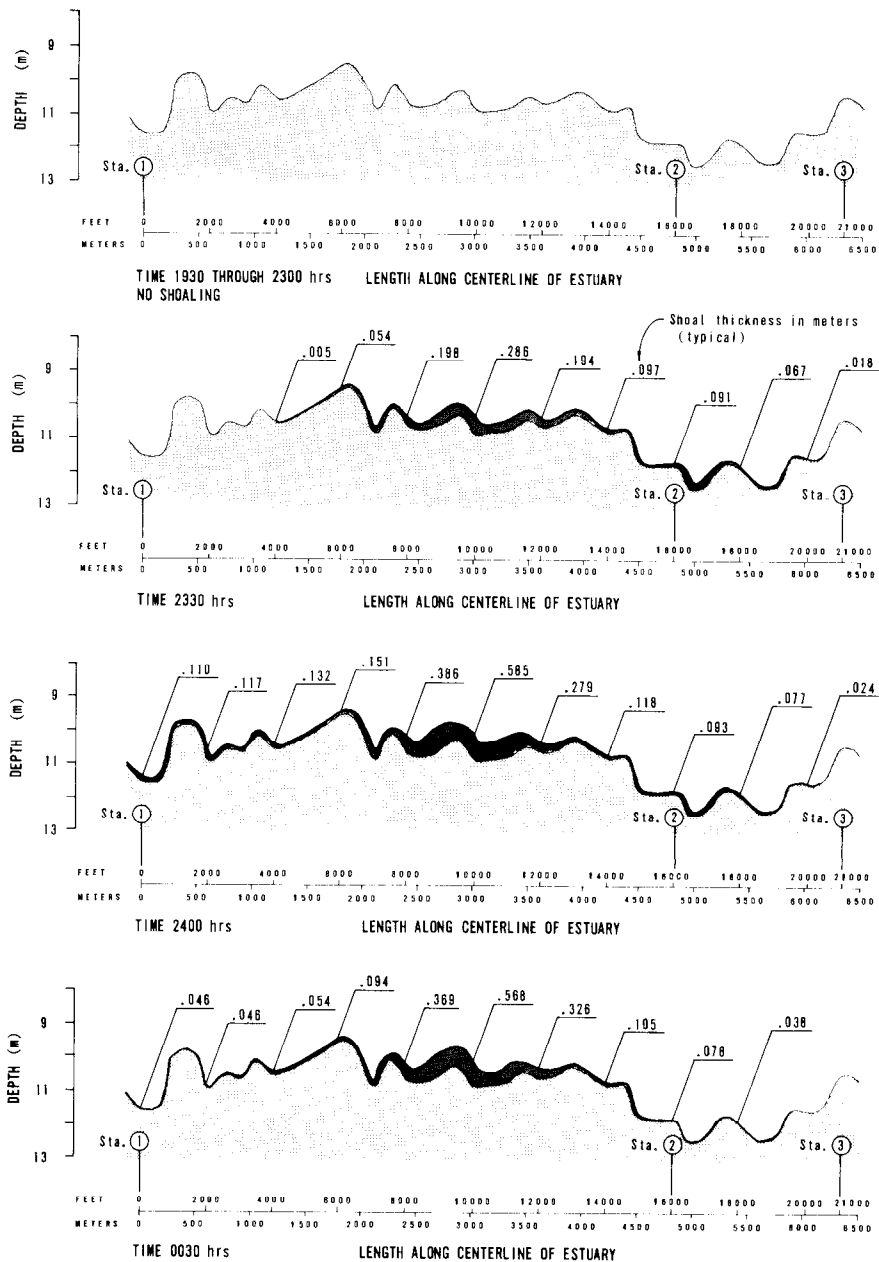 9
11
13
DEPTH (m)
Sta. 1
Sta. 2
Sta. 3
FEET 0 2000 4000 6000 8000 10000 12000 14000 16000 18000 20000 21000
METERS 0 500 1000 1500 2000 2500 3000 3500 4000 4500 5000 5500 6000 6500
TIME 1930 THROUGH 2300 hrs LENGTH ALONG CENTERLINE OF ESTUARY
NO SHOALING
Shoal thickness in meters
(typical)
.005 .054 .198 .286 .194 .097 .091 .067 .018
9
11
13
DEPTH (m)
Sta. 1
Sta. 2
Sta. 3
FEET 0 2000 4000 6000 8000 10000 12000 14000 16000 16000 20000 21000
METERS 0 500 1000 1500 2000 2500 3000 3500 4000 4500 5000 5500 6000 6500
TIME 2330 hrs LENGTH ALONG CENTERLINE OF ESTUARY
.110 .117 .132 .151 .386 .585 .279 .118 .093 .077 .024
9
11
13
DEPTH (m)
Sta. 1
Sta. 2
Sta. 3
FEET 0 2000 4000 6000 8000 10000 12000 14000 16000 20000 21000
METERS 0 500 1000 1500 2000 2500 3000 3500 4000 4500 5000 5500 6000 6500
TIME 2400 hrs LENGTH ALONG CENTERLINE OF ESTUARY
.046 .046 .054 .094 .369 .568 .326 .105 .078 .038
9
11
13
DEPTH (m)
Sta. 1
Sta. 2
Sta. 3
FEET 0 2000 4000 6000 8000 10000 12000 14000 16000 18000 20000 21000
METERS 0 500 1000 1500 2000 2500 3000 3500 4000 4500 5000 5500 6000 6500
TIME 0030 hrs LENGTH ALONG CENTERLINE OF ESTUARY